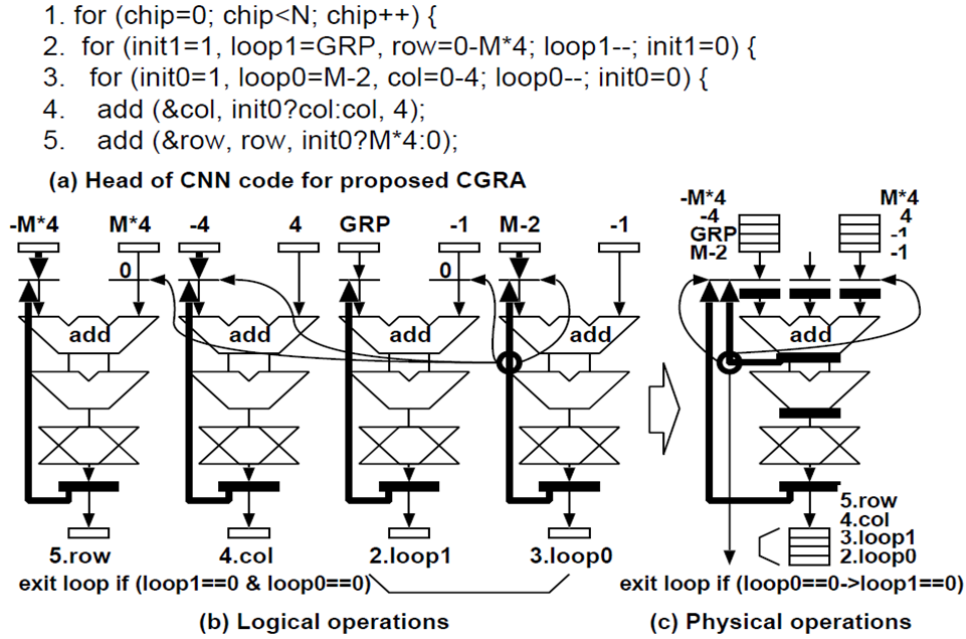 1. for (chip=0; chip<N; chip++) {
2. for (init1=1, loop1=GRP, row=0-M*4; loop1--; init1=0) {
3. for (init0=1, loop0=M-2, col=0-4; loop0--; init0=0) {
4. add (&col, init0?col:col, 4);
5. add (&row, row, init0?M*4:0);
(a) Head of CNN code for proposed CGRA
-M*4 M*4 -4 4 GRP -1 M-2 -1
0 0
add add add add
5.row 4.col 2.loop1 3.loop0
exit loop if (loop1==0 & loop0==0)
(b) Logical operations
-M*4
-4
GRP
M-2
M*4
4
-1
-1
add
5.row
4.col
3.loop1
2.loop0
exit loop if (loop0==0->loop1==0)
(c) Physical operations